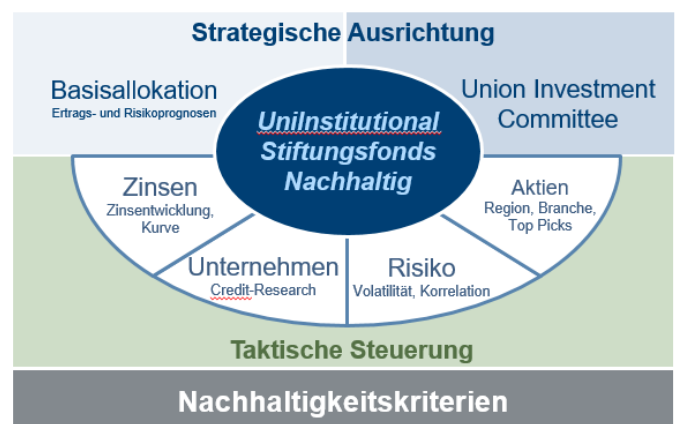 Strategische Ausrichtung
Basisallokation
Ertrags- und Risikoprognosen
Union Investment
Committee
UniInstitutional
Stiftungsfonds
Nachhaltig
Zinsen
Zinsentwicklung,
Kurve
Unternehmen
Credit-Research
Risiko
Volatilität, Korrelation
Aktien
Region, Branche,
Top Picks
Taktische Steuerung
Nachhaltigkeitskriterien